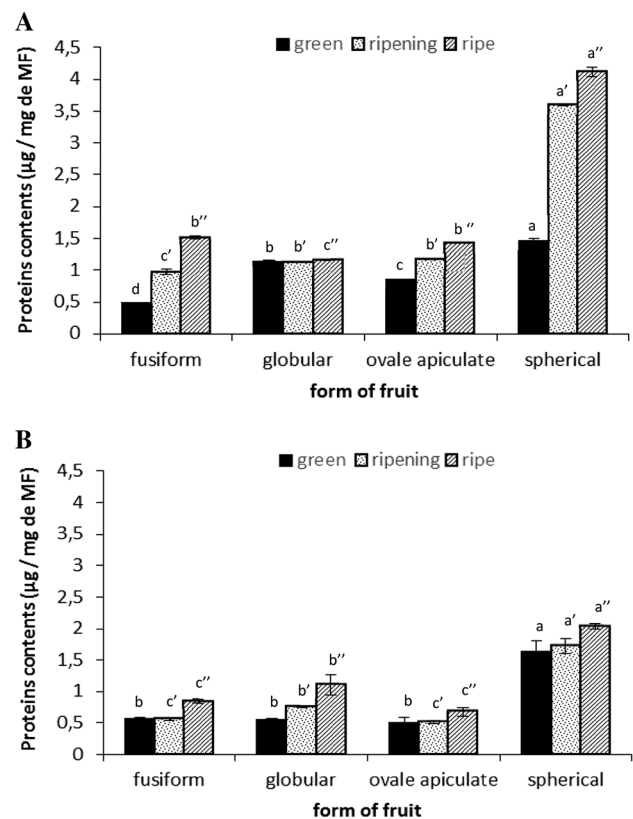 A
green ripening ripe
Proteins contents (µg / mg de MF)
4,5
4
3,5
3
2,5
2
1,5
1
0,5
0
d c’ b’’
b b’ c’’
c b’ b ’’
a a’ a’’
fusiform globular ovale apiculate spherical
form of fruit
B
green ripening ripe
Proteins contents (µg / mg de MF)
4,5
4
3,5
3
2,5
2
1,5
1
0,5
0
b c’ c’’
b b’ b’’
b c’ c’’
a a’ a’’
fusiform globular ovale apiculate spherical
form of fruit